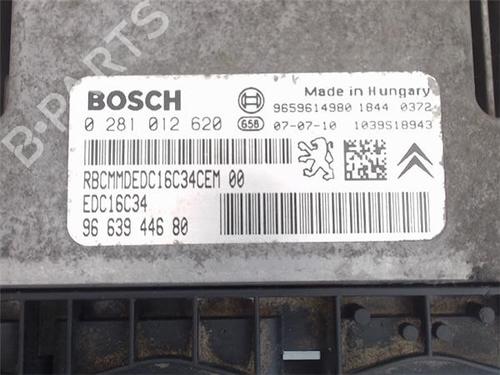 B-PARTS
BOSCH
Made in Hungary
9659614980 1844 0372
0 281 012 620 G58 07-07-10 1039S18943
RBCMMDEDC16C34CEM 00
EDC16C34
96 639 446 80